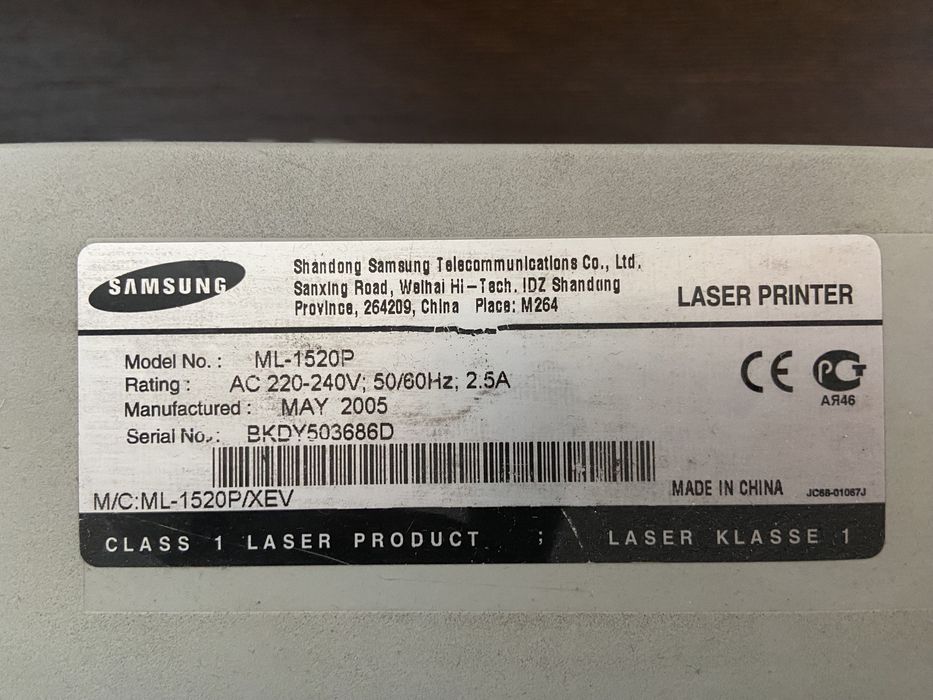 SAMSUNG
Shandong Samsung Telecommunications Co., Ltd.
Sanxing Road, Weihai Hi-Tech. IDZ Shandong
Province, 264209, China Place: M264
LASER PRINTER
Model No. : ML-1520P
Rating : AC 220-240V; 50/60Hz; 2.5A
Manufactured : MAY 2005
Serial No. : BKDY503686D
CE
РСТ
АЯ46
M/C:ML-1520P/XEV
MADE IN CHINA
JC68-01067J
CLASS 1 LASER PRODUCT ; LASER KLASSE 1